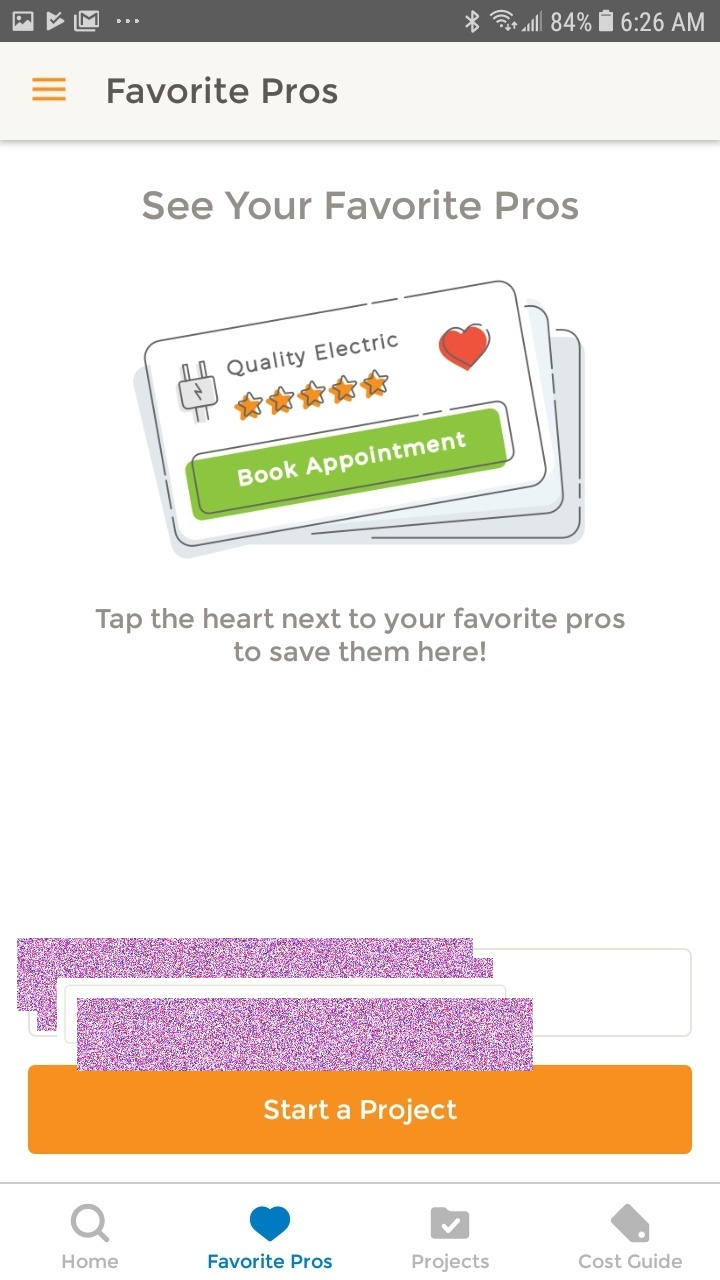 84% 6:26 AM
Favorite Pros
See Your Favorite Pros
Quality Electric
Book Appointment
Tap the heart next to your favorite pros
to save them here!
Start a Project
Home
Favorite Pros
Projects
Cost Guide